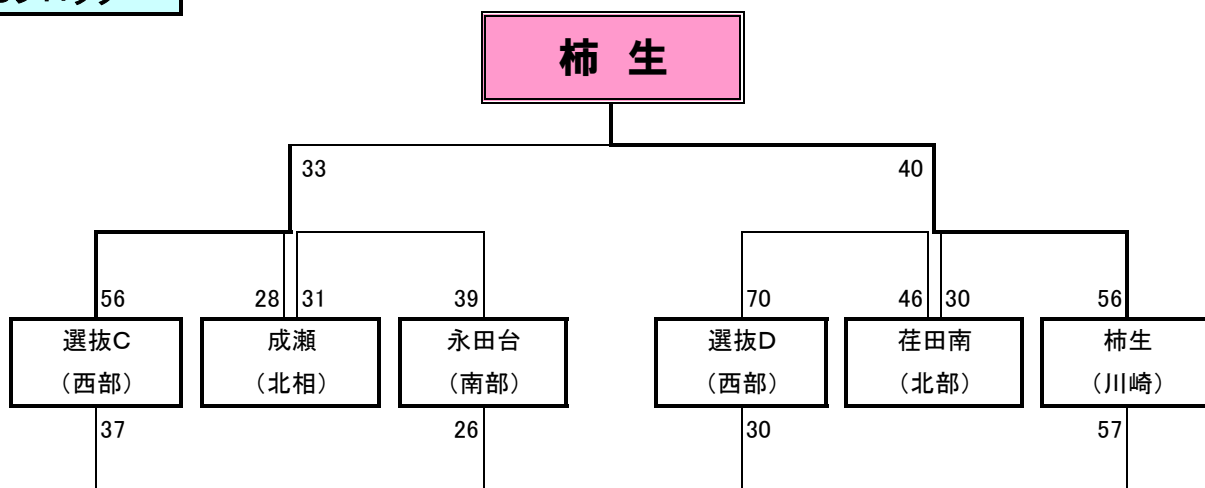 柿 生
33 40
56 28 31 39 70 46 30 56
選抜C 成瀬 永田台 選抜D 荏田南 柿生
（西部） （北相） （南部） （西部） （北部） （川崎）
37 26 30 57